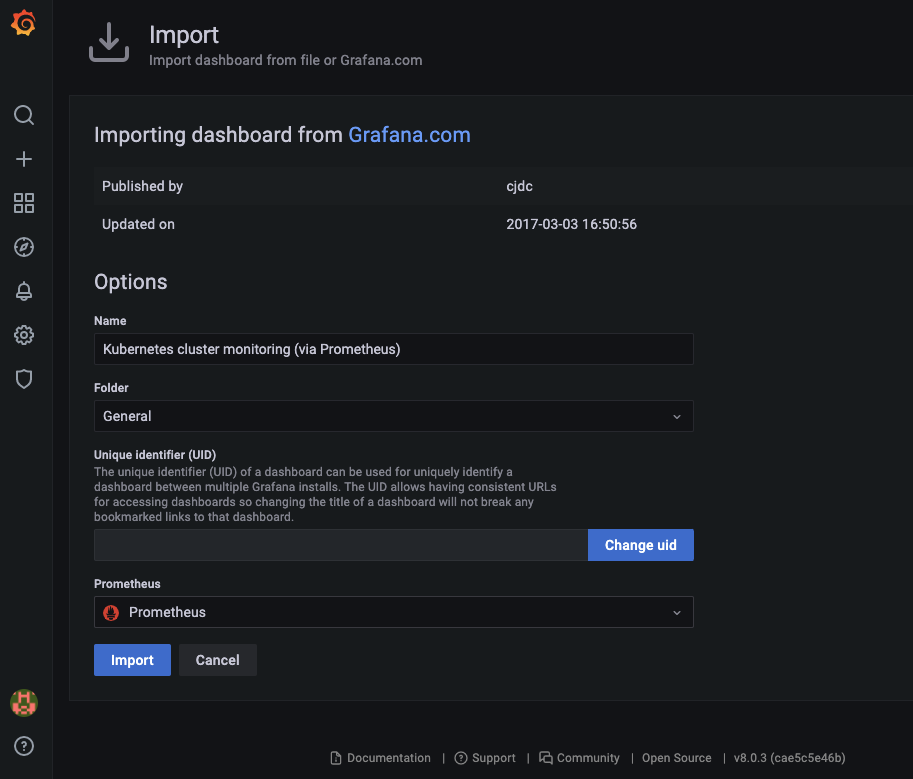 Import
Import dashboard from file or Grafana.com
Importing dashboard from Grafana.com
Published by cjdc
Updated on 2017-03-03 16:50:56
Options
Name
Kubernetes cluster monitoring (via Prometheus)
Folder
General
Unique identifier (UID)
The unique identifier (UID) of a dashboard can be used for uniquely identify a
dashboard between multiple Grafana installs. The UID allows having consistent URLs
for accessing dashboards so changing the title of a dashboard will not break any
bookmarked links to that dashboard.
Change uid
Prometheus
Prometheus
Import Cancel
Documentation | Support | Community | Open Source | v8.0.3 (cae5c5e46b)